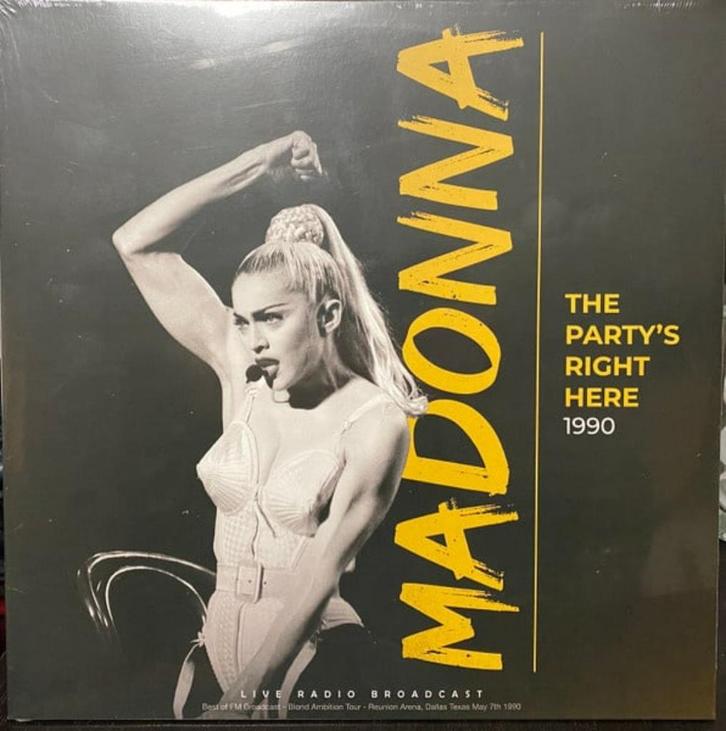 MADONNA
THE
PARTY'S
RIGHT
HERE
1990
LIVE RADIO BROADCAST
Best of FM Broadcast - Blond Ambition Tour - Reunion Arena, Dallas Texas May 7th 1990